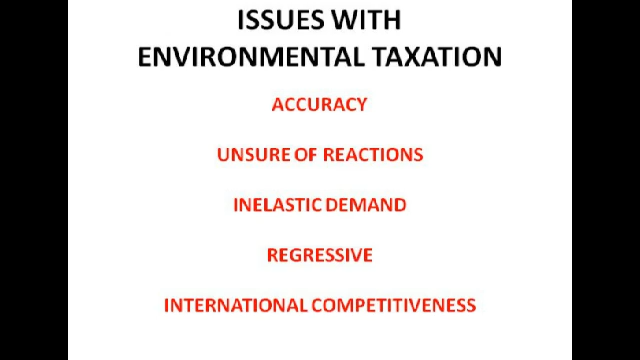 ISSUES WITH
ENVIRONMENTAL TAXATION
ACCURACY
UNSURE OF REACTIONS
INELASTIC DEMAND
REGRESSIVE
INTERNATIONAL COMPETITIVENESS